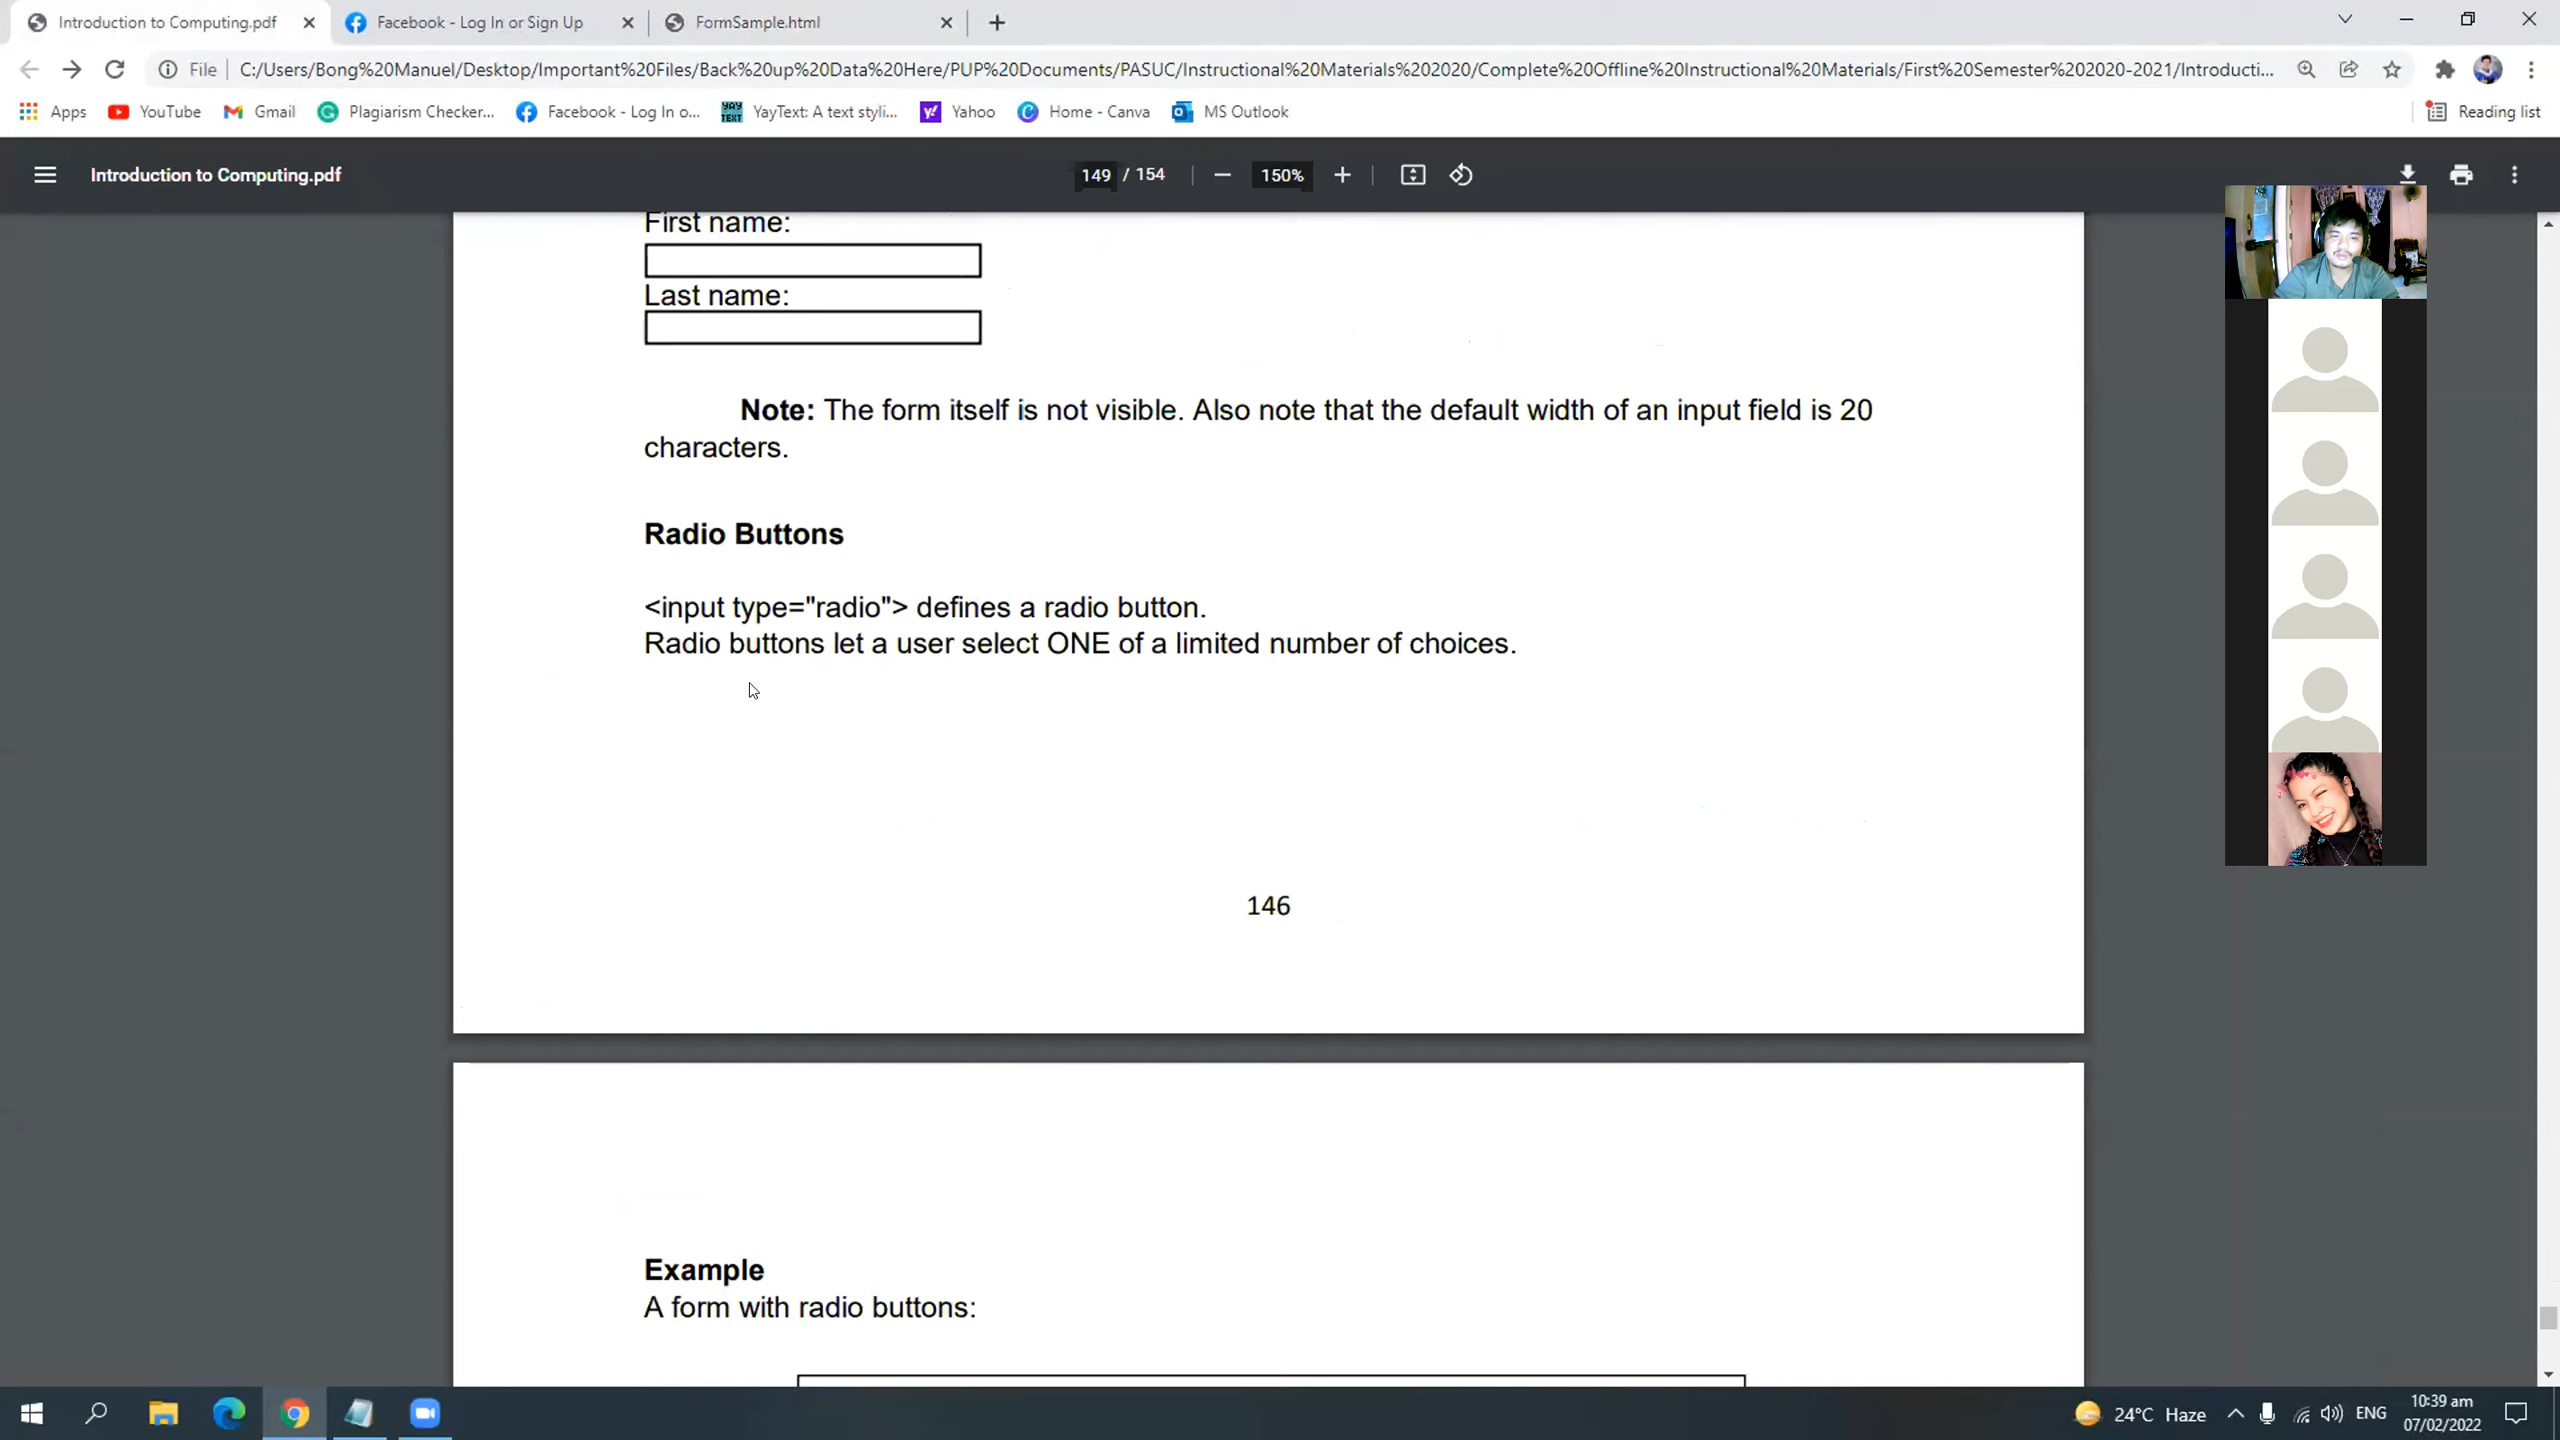 Introduction to Computing.pdf
Facebook - Log In or Sign Up
FormSample.html
File
C:/Users/Bong%20Manuel/Desktop/Important%20Files/Back%20up%20Data%20Here/PUP%20Documents/PASUC/Instructional%20Materials%202020/Complete%20Offline%20Instructional%20Materials/First%20Semester%202020-2021/Introducti...
Apps
YouTube
Gmail
Plagiarism Checker...
Facebook - Log In o...
YAY TEXT
YayText: A text styli...
Yahoo
Home - Canva
MS Outlook
Reading list
Introduction to Computing.pdf
149 / 154
150%
First name:
Last name:
Note: The form itself is not visible. Also note that the default width of an input field is 20
characters.
Radio Buttons
<input type="radio"> defines a radio button.
Radio buttons let a user select ONE of a limited number of choices.
146
Example
A form with radio buttons:
24°C Haze
ENG
10:39 am
07/02/2022